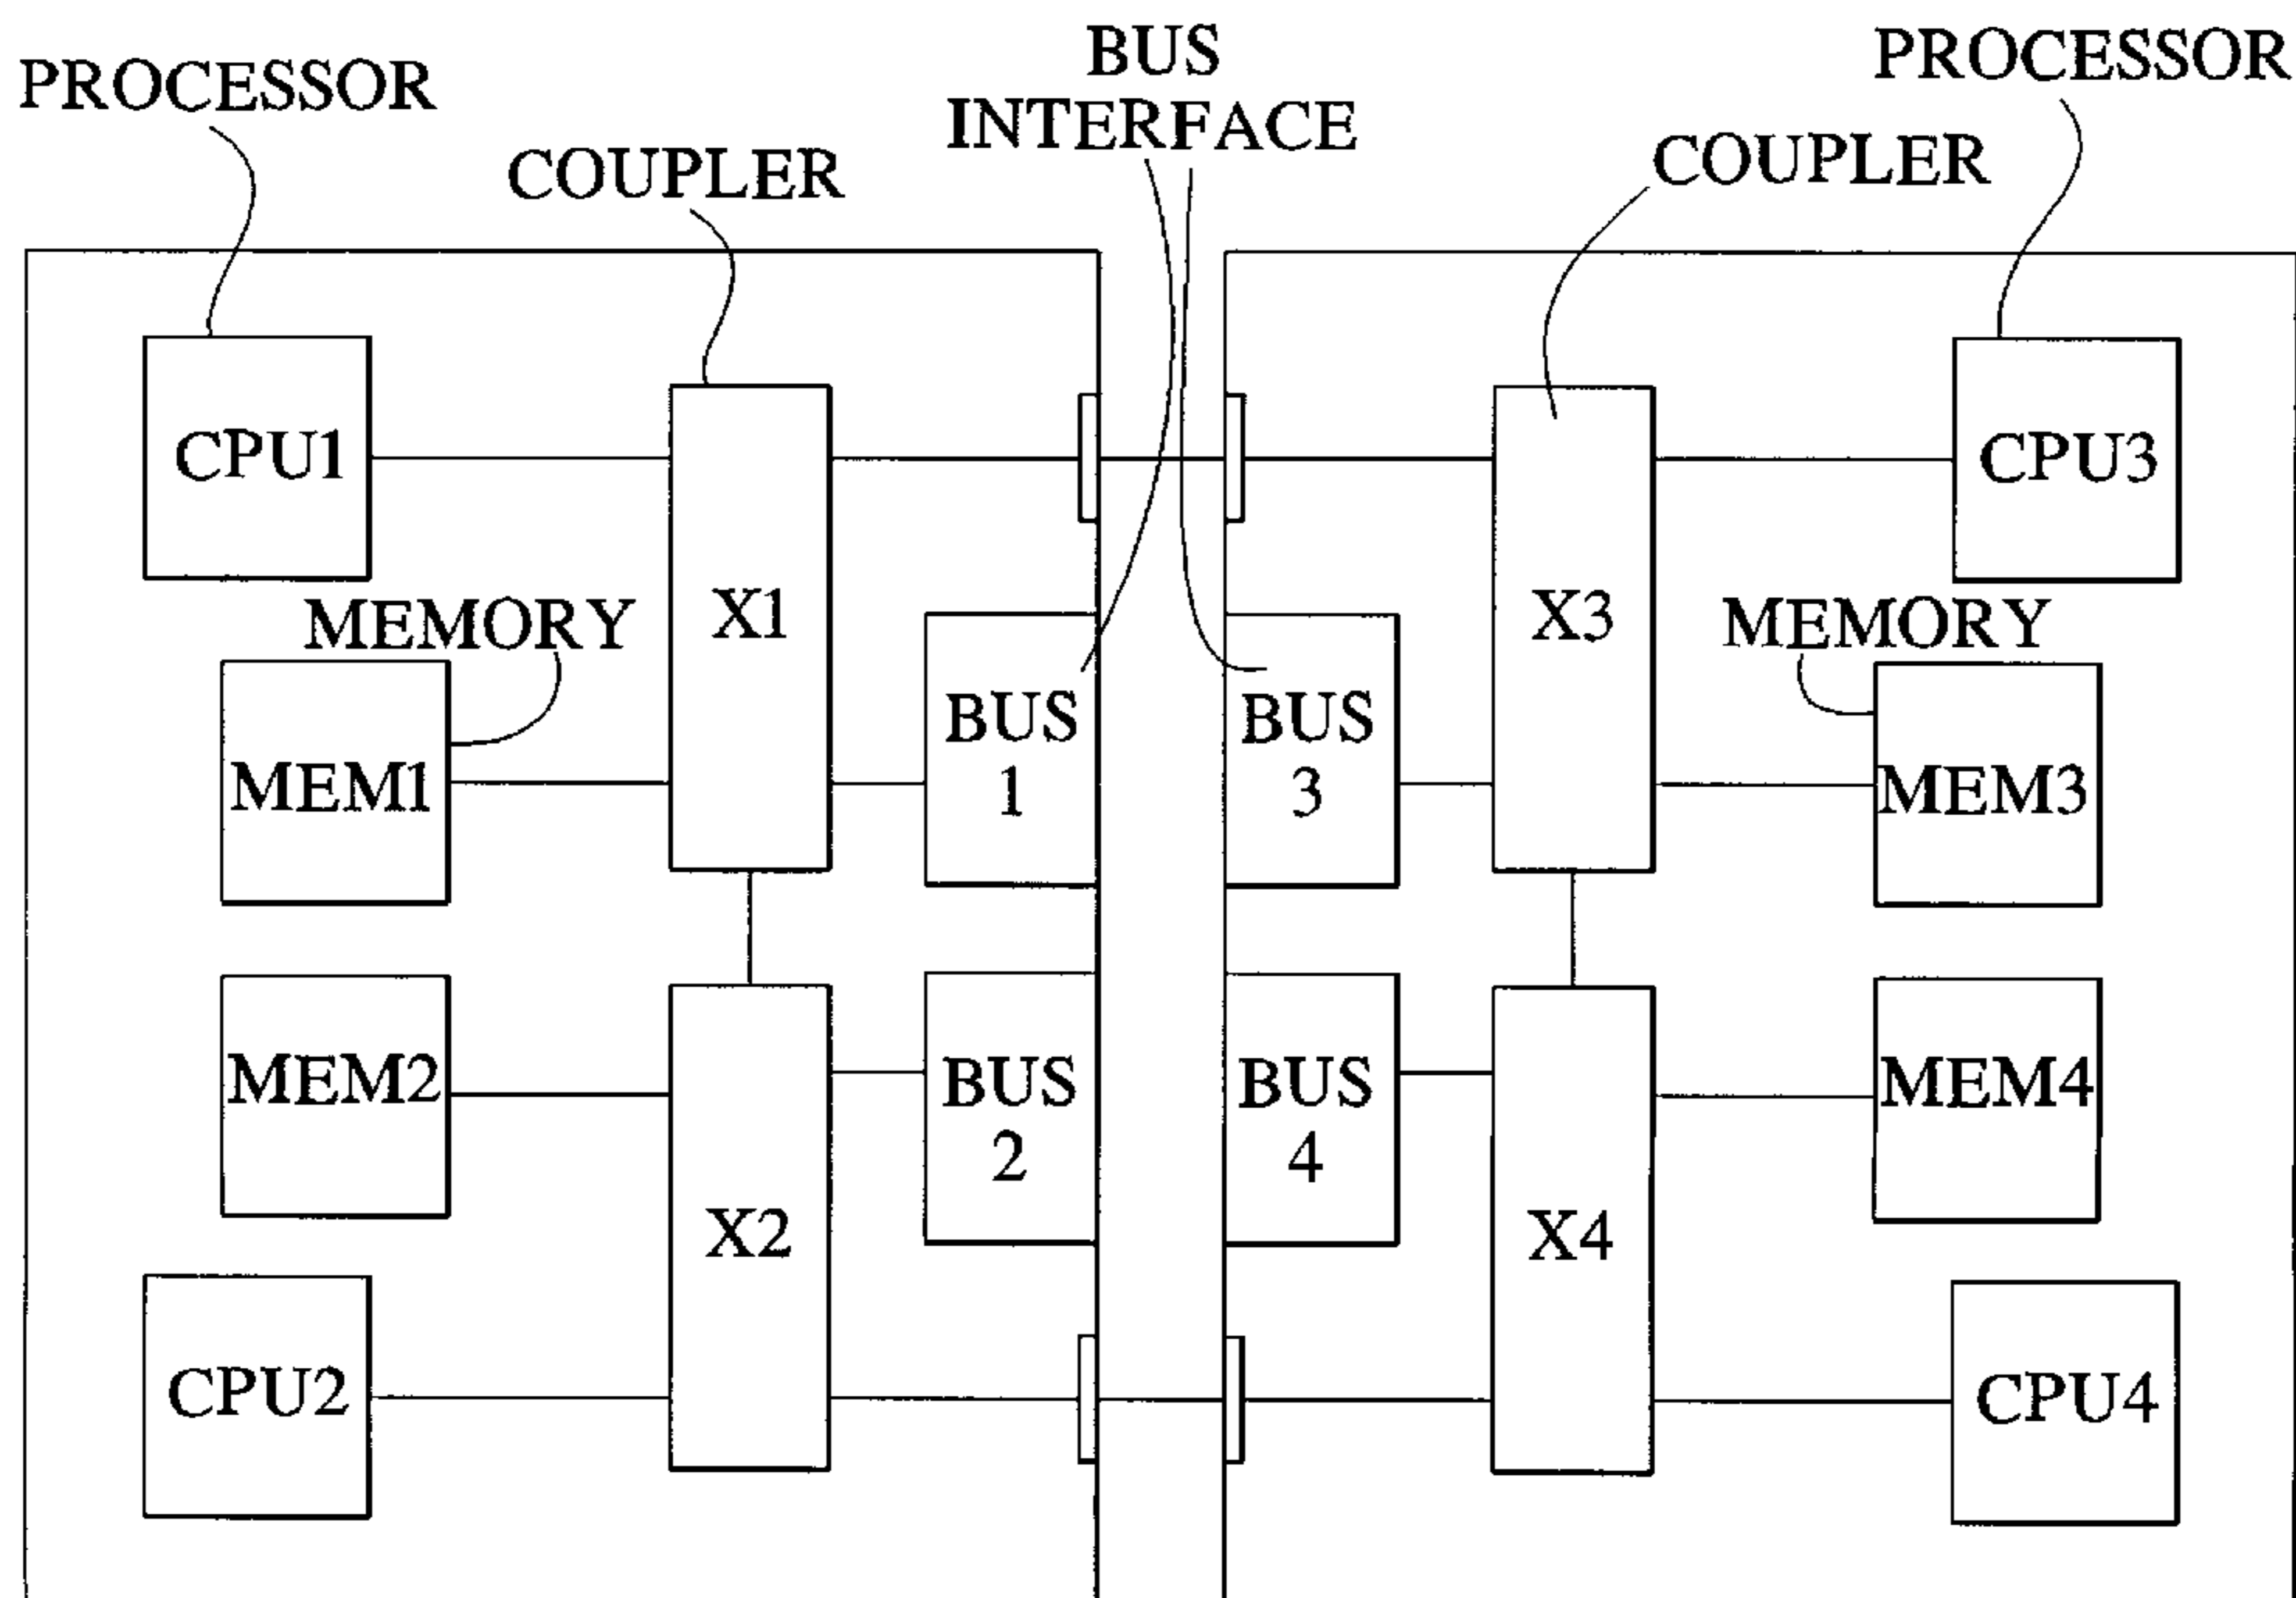 BUS
INTERFACE
PROCESSOR
PROCESSOR
COUPLER
COUPLER
CPU1
CPU3
X1
X3
MEMORY
MEMORY
BUS
1
BUS
3
MEM1
MEM3
MEM2
BUS
2
BUS
4
MEM4
X2
X4
CPU2
CPU4